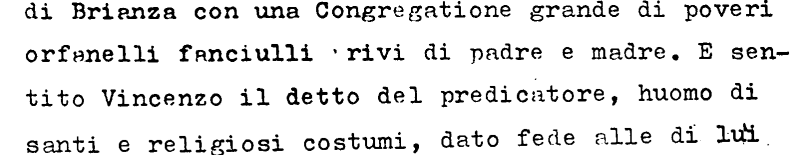 di Brianza con una Congregatione grande di poveri
orfanelli fanciulli rivi di padre e madre. E sen-
tito Vincenzo il detto del predicatore, huomo di
santi e religiosi costumi, dato fede alle di lui